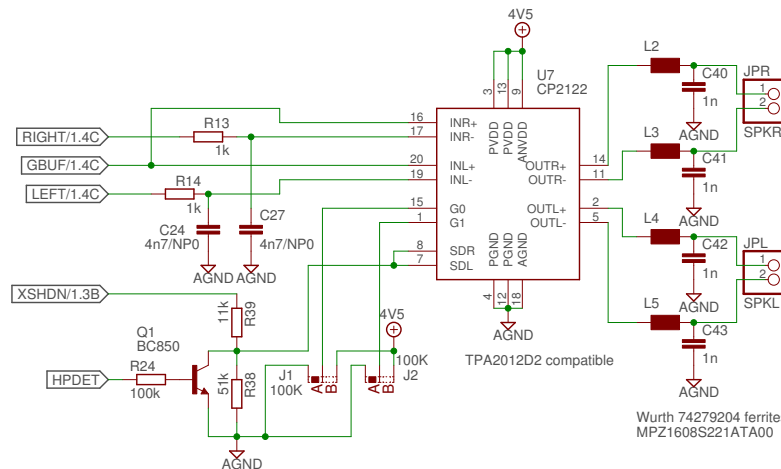 4V5
U7
CP2122
L2
C40
1n
AGND
JPR
1
2
SPKR
3
13
9
PVDD
PVDD
ANVDD
RIGHT/1.4C
R13
1k
16
17
INR+
INR-
GBUF/1.4C
20
19
INL+
INL-
OUTR+
OUTR-
14
11
L3
C41
1n
AGND
LEFT/1.4C
R14
1k
C24
4n7/NP0
C27
4n7/NP0
AGND
AGND
15
1
G0
G1
OUTL+
OUTL-
2
5
L4
C42
1n
AGND
JPL
1
2
SPKL
8
7
SDR
SDL
PGND
PGND
AGND
4
12
18
AGND
L5
C43
1n
AGND
XSHDN/1.3B
11k
R39
4V5
TPA2012D2 compatible
Q1
BC850
HPDET
R24
100k
51k
R38
J1
100K
A
B
100K
J2
A
B
AGND
Wurth 74279204 ferrite
MPZ1608S221ATA00